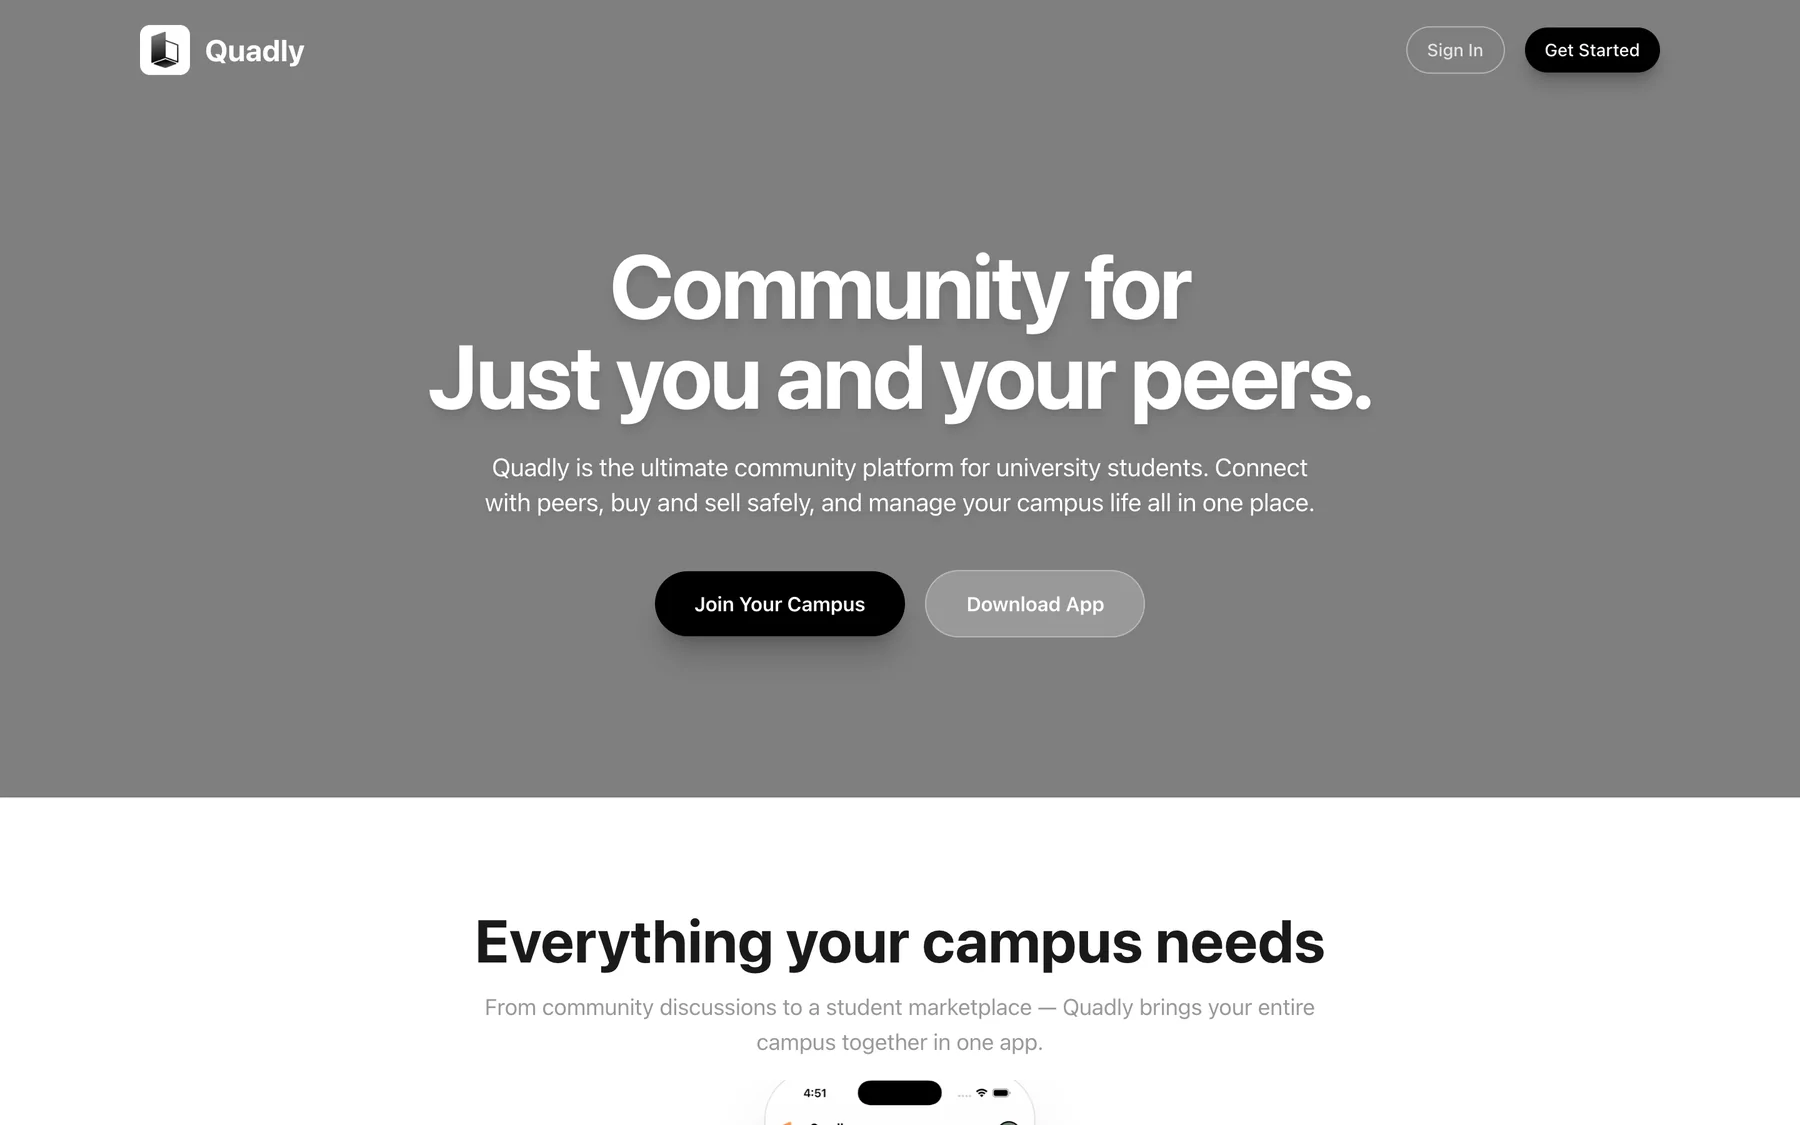 Quadly
Sign In
Get Started
Community for
Just you and your peers.
Quadly is the ultimate community platform for university students. Connect
with peers, buy and sell safely, and manage your campus life all in one place.
Join Your Campus
Download App
Everything your campus needs
From community discussions to a student marketplace — Quadly brings your entire
campus together in one app.
4:51